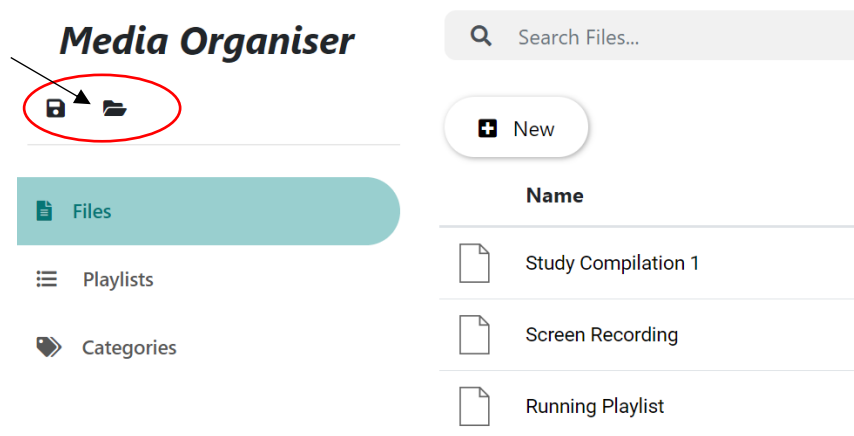 Media Organiser
Files
Playlists
Categories
Search Files...
New
Name
Study Compilation 1
Screen Recording
Running Playlist